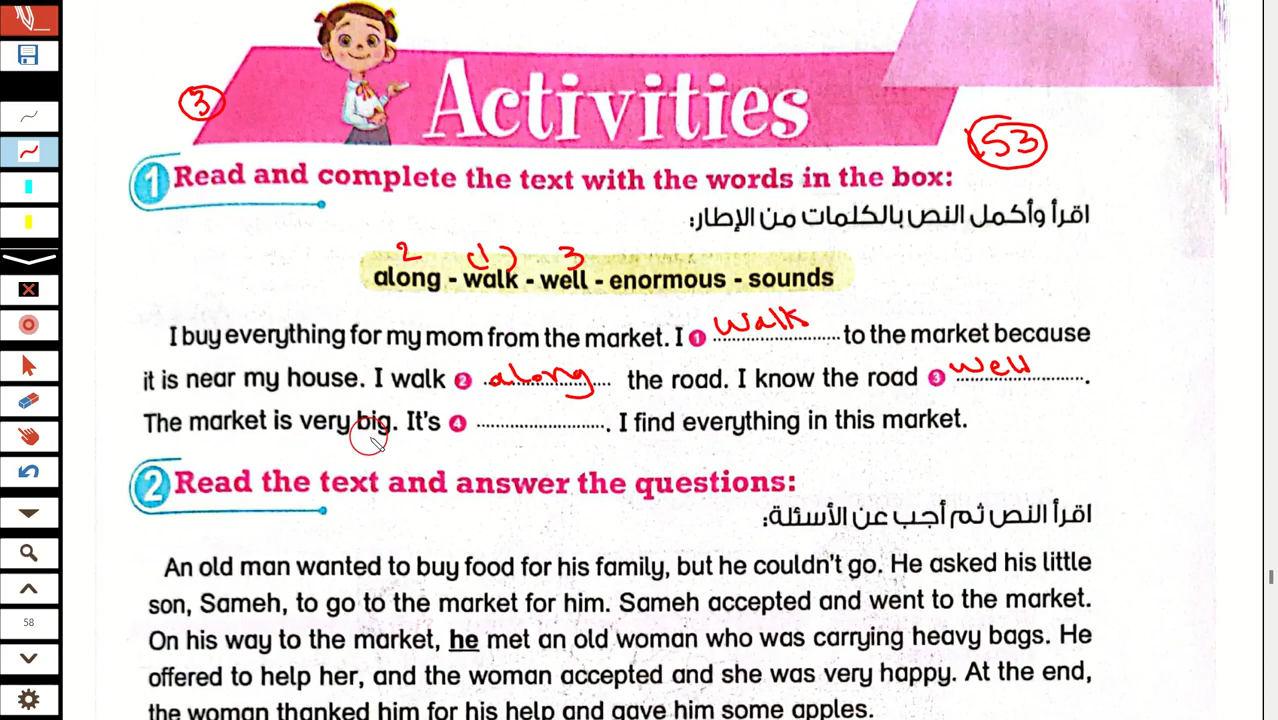 Activities
3
153
1 Read and complete the text with the words in the box:
اقرأ وأكمل النص بالكلمات من الإطار:
2 (1) 3
along - walk - well - enormous - sounds
I buy everything for my mom from the market. I 1 walk to the market because
it is near my house. I walk 2 along the road. I know the road 3 well.
The market is very big. It's 4 .................... . I find everything in this market.
2 Read the text and answer the questions:
اقرأ النص ثم أجب عن الأسئلة:
An old man wanted to buy food for his family, but he couldn't go. He asked his little
son, Sameh, to go to the market for him. Sameh accepted and went to the market.
On his way to the market, he met an old woman who was carrying heavy bags. He
offered to help her, and the woman accepted and she was very happy. At the end,
the woman thanked him for his help and gave him some apples.
58